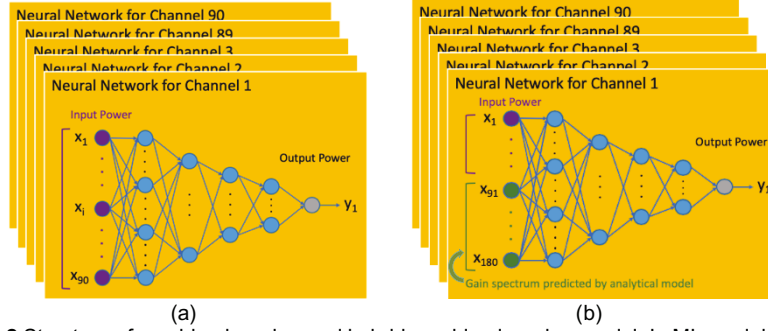 Neural Network for Channel 90
Neural Network for Channel 89
Neural Network for Channel 3
Neural Network for Channel 2
Neural Network for Channel 1
Input Power
x1
xi
x90
Output Power
y1
(a)
Neural Network for Channel 90
Neural Network for Channel 89
Neural Network for Channel 3
Neural Network for Channel 2
Neural Network for Channel 1
Input Power
x1
x91
x180
Output Power
y1
Gain spectrum predicted by analytical model
(b)